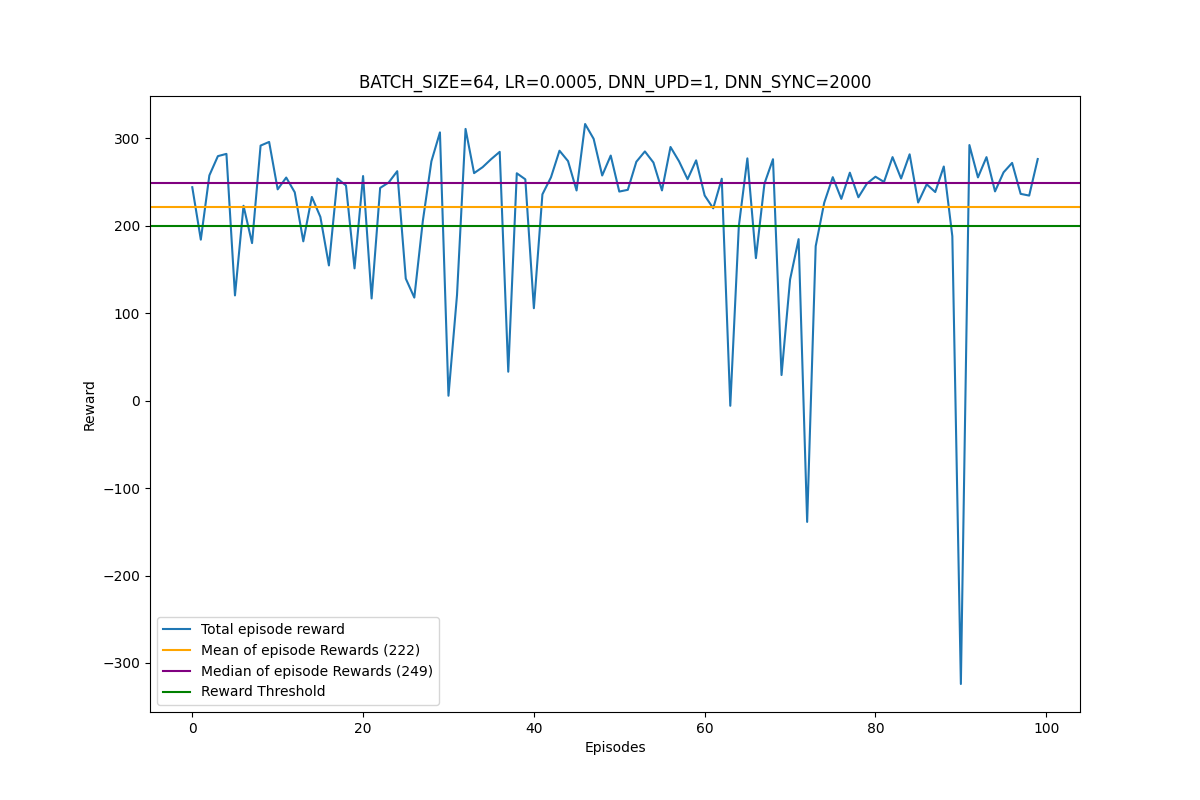 BATCH_SIZE=64, LR=0.0005, DNN_UPD=1, DNN_SYNC=2000
300
200
100
0
−100
−200
−300
Reward
Total episode reward
Mean of episode Rewards (222)
Median of episode Rewards (249)
Reward Threshold
0 20 40 60 80 100
Episodes